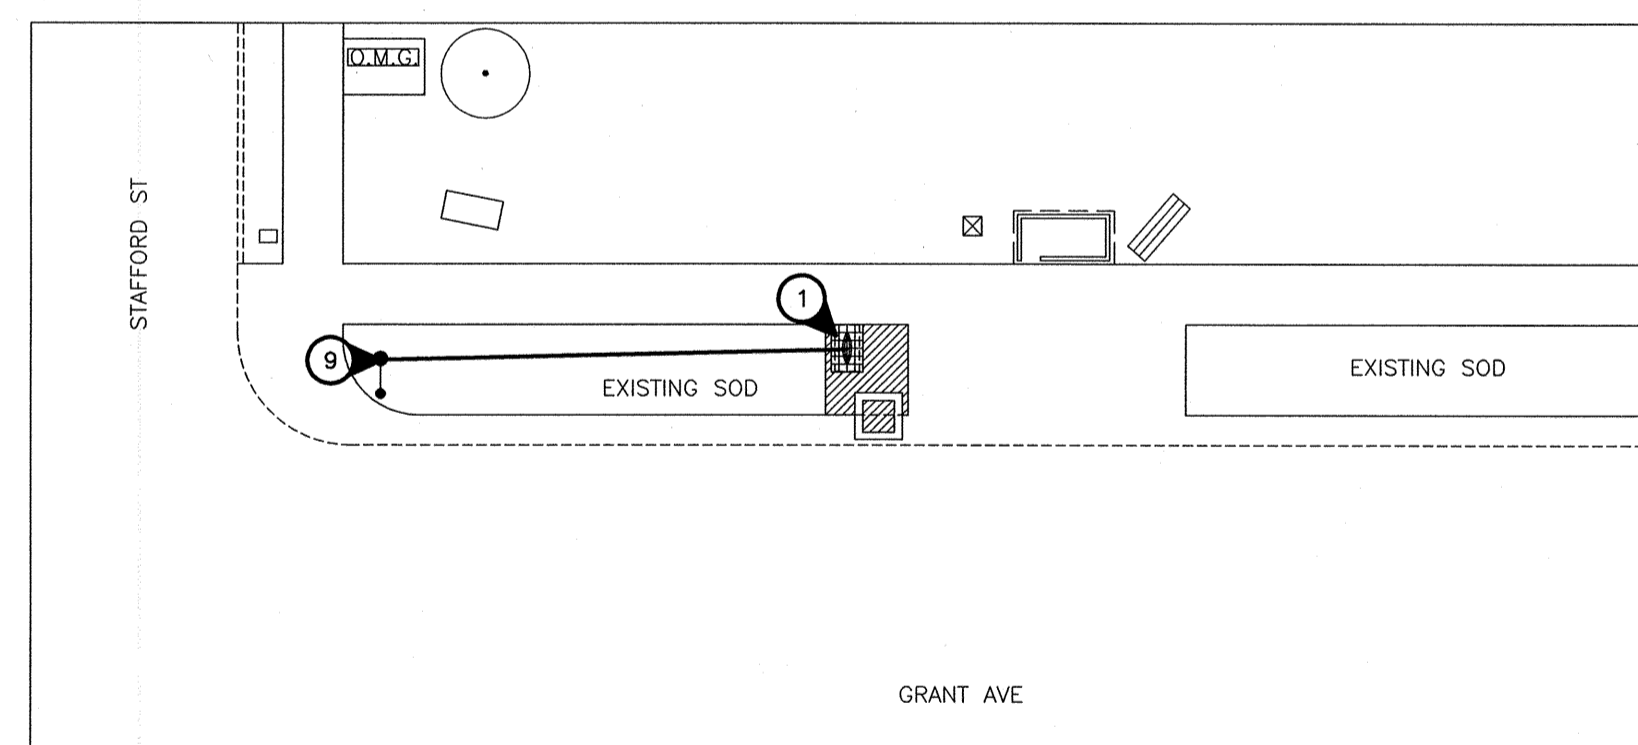 O.M.G.
STAFFORD ST
1
9
EXISTING SOD
EXISTING SOD
GRANT AVE